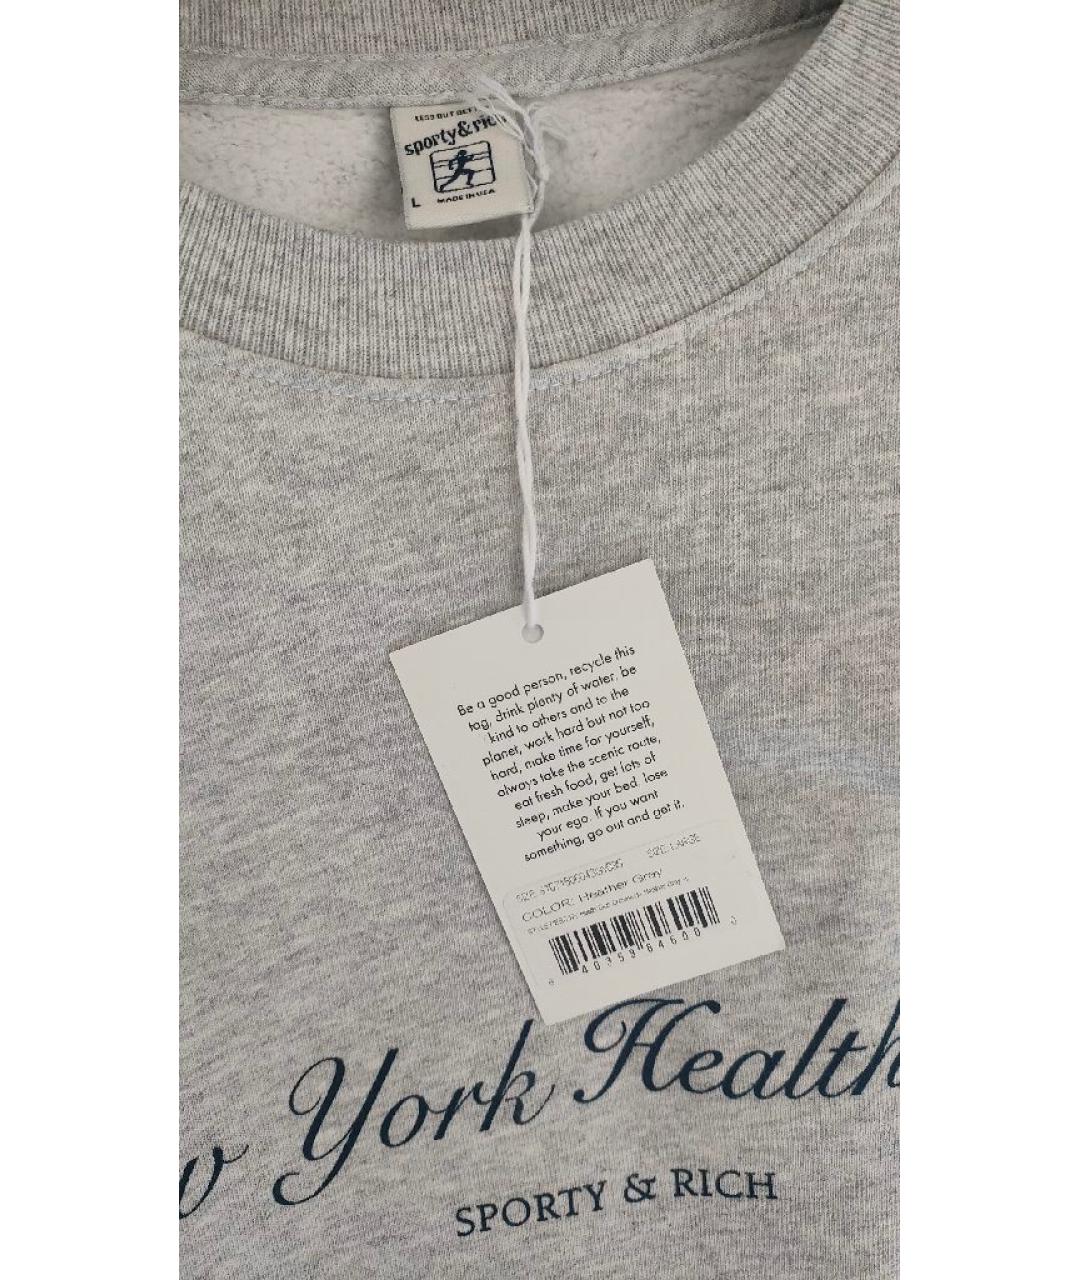 sporty&rich
L MADE IN USA
Be a good person, recycle this
tag, drink plenty of water, be
kind to others and to the
planet, work hard but not too
hard, make time for yourself,
always take the scenic route,
eat fresh food, get lots of
sleep, make your bed, lose
your ego. If you want
something, go out and get it.
SIZE: LARGE
COLOR: Heather Gray
York Health
SPORTY & RICH